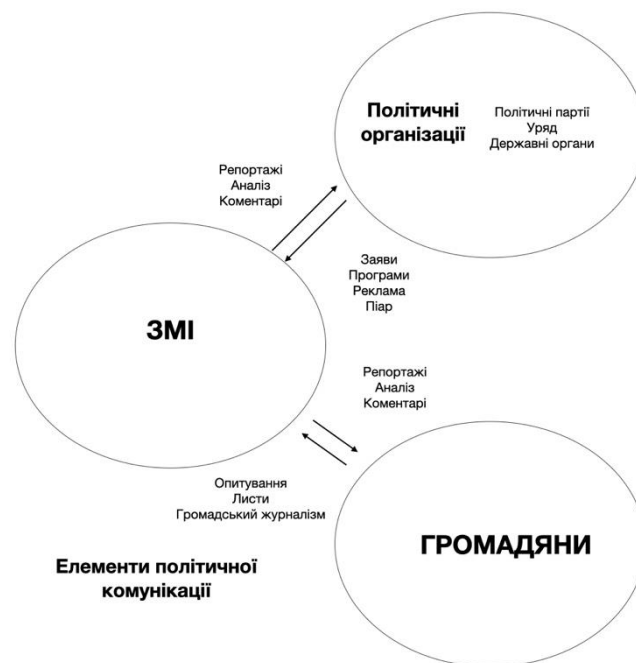 Політичні
організації
Політичні партії
Уряд
Державні органи
Репортажі
Аналіз
Коментарі
Заяви
Програми
Реклама
Піар
ЗМІ
Репортажі
Аналіз
Коментарі
Опитування
Листи
Громадський журналізм
ГРОМАДЯНИ
Елементи політичної
комунікації